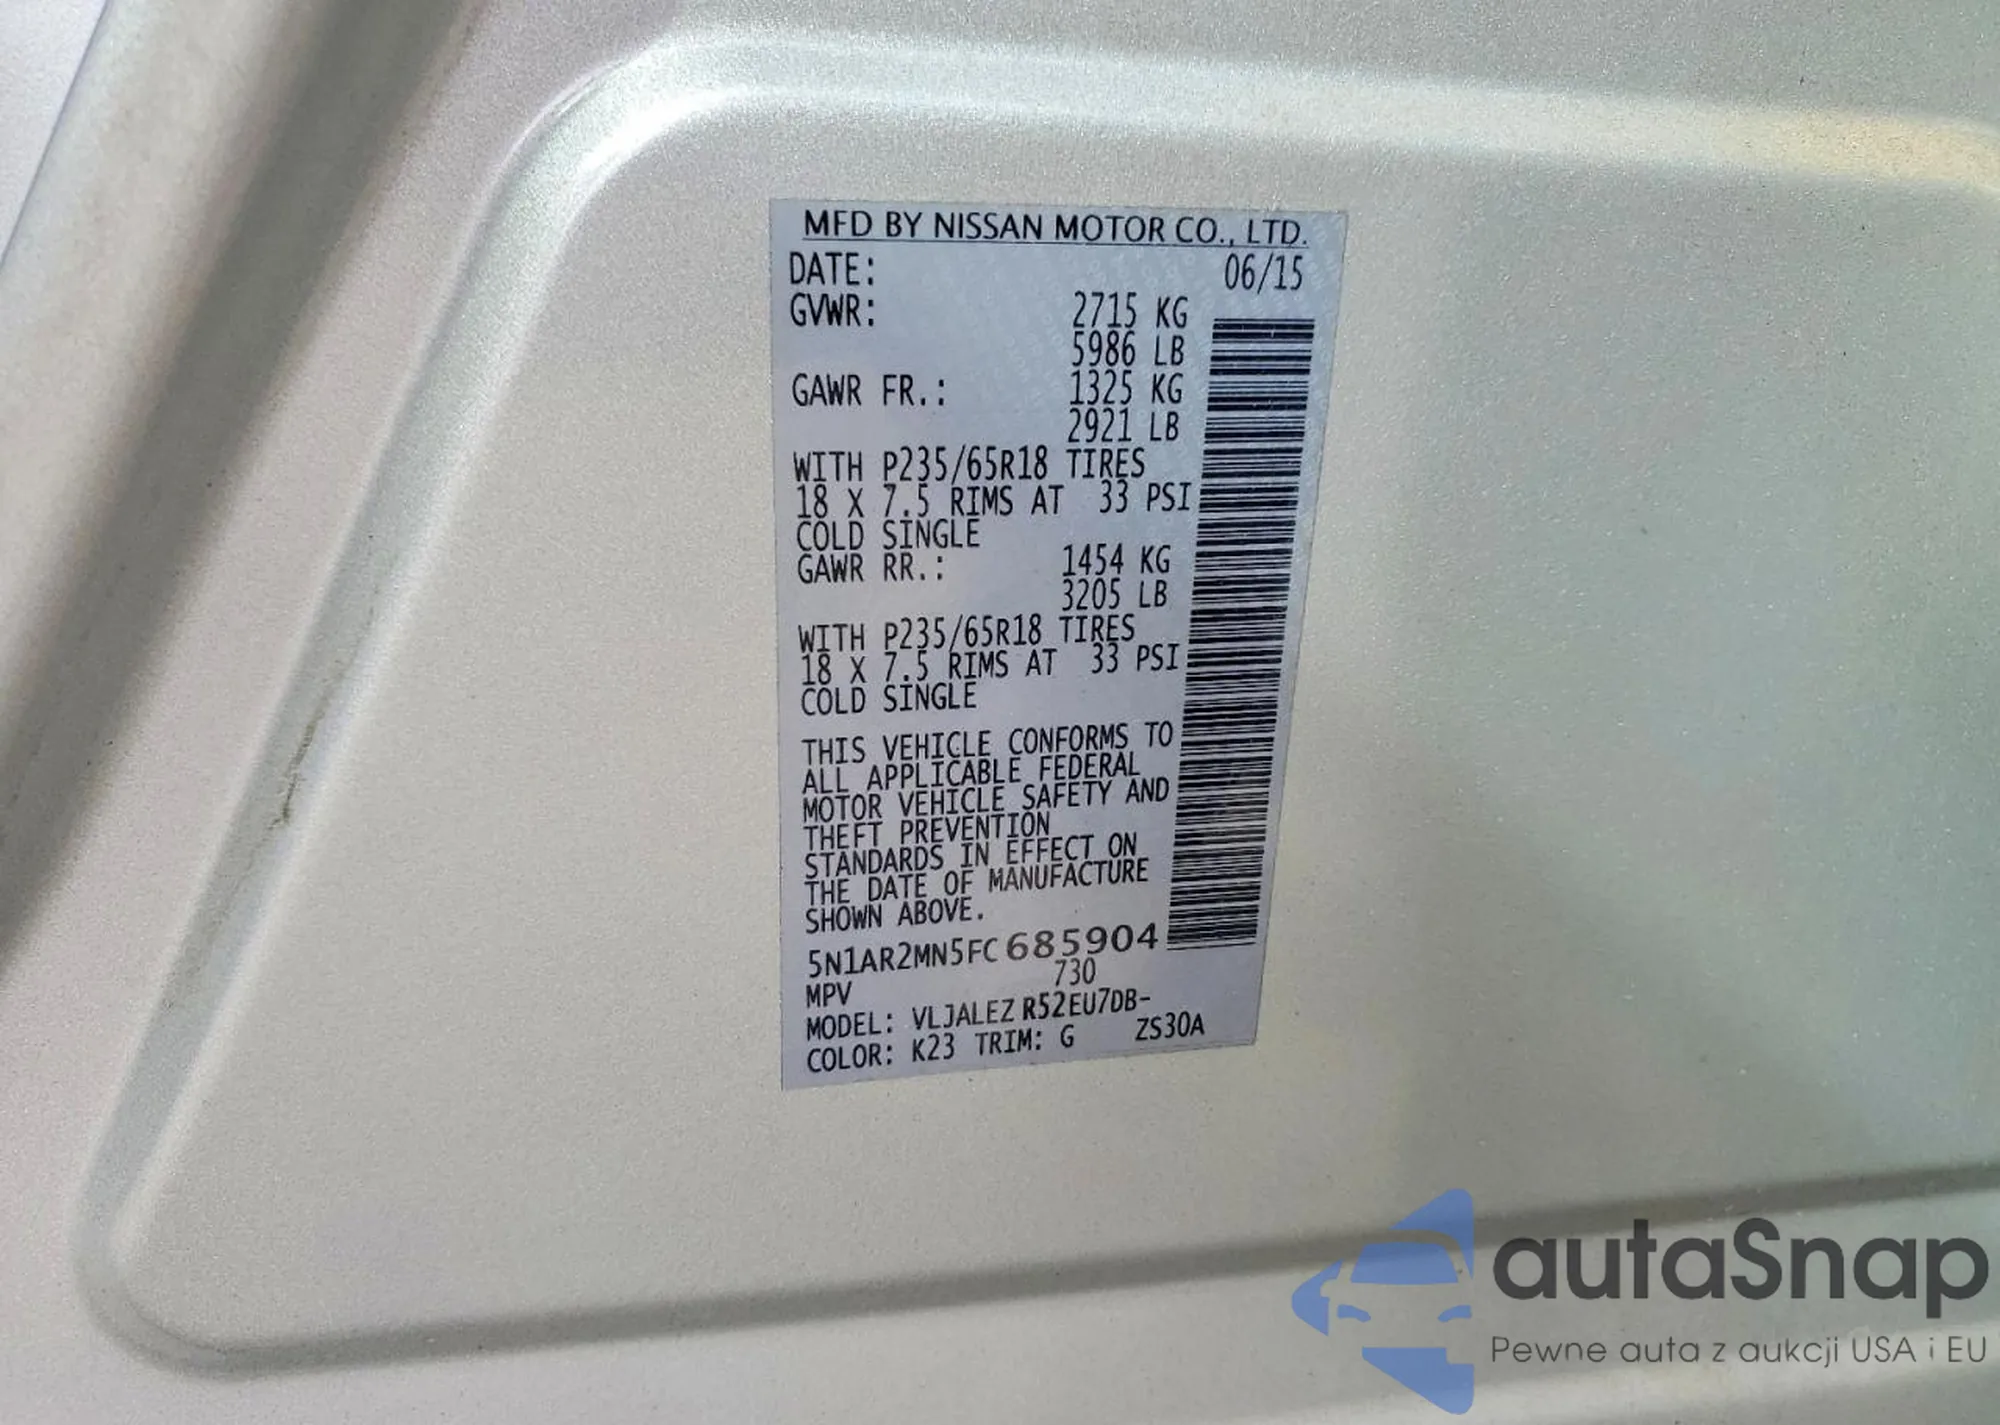 MFD BY NISSAN MOTOR CO., LTD.
DATE: 06/15
GVWR: 2715 KG
5986 LB
GAWR FR.: 1325 KG
2921 LB
WITH P235/65R18 TIRES
18 X 7.5 RIMS AT 33 PSI
COLD SINGLE
GAWR RR.: 1454 KG
3205 LB
WITH P235/65R18 TIRES
18 X 7.5 RIMS AT 33 PSI
COLD SINGLE
THIS VEHICLE CONFORMS TO
ALL APPLICABLE FEDERAL
MOTOR VEHICLE SAFETY AND
THEFT PREVENTION
STANDARDS IN EFFECT ON
THE DATE OF MANUFACTURE
SHOWN ABOVE.
5N1AR2MN5FC685904
MPV 730
MODEL: VLJALEZ R52EU7DB-
COLOR: K23 TRIM: G ZS30A
autaSnap
Pewne auta z aukcji USA i EU